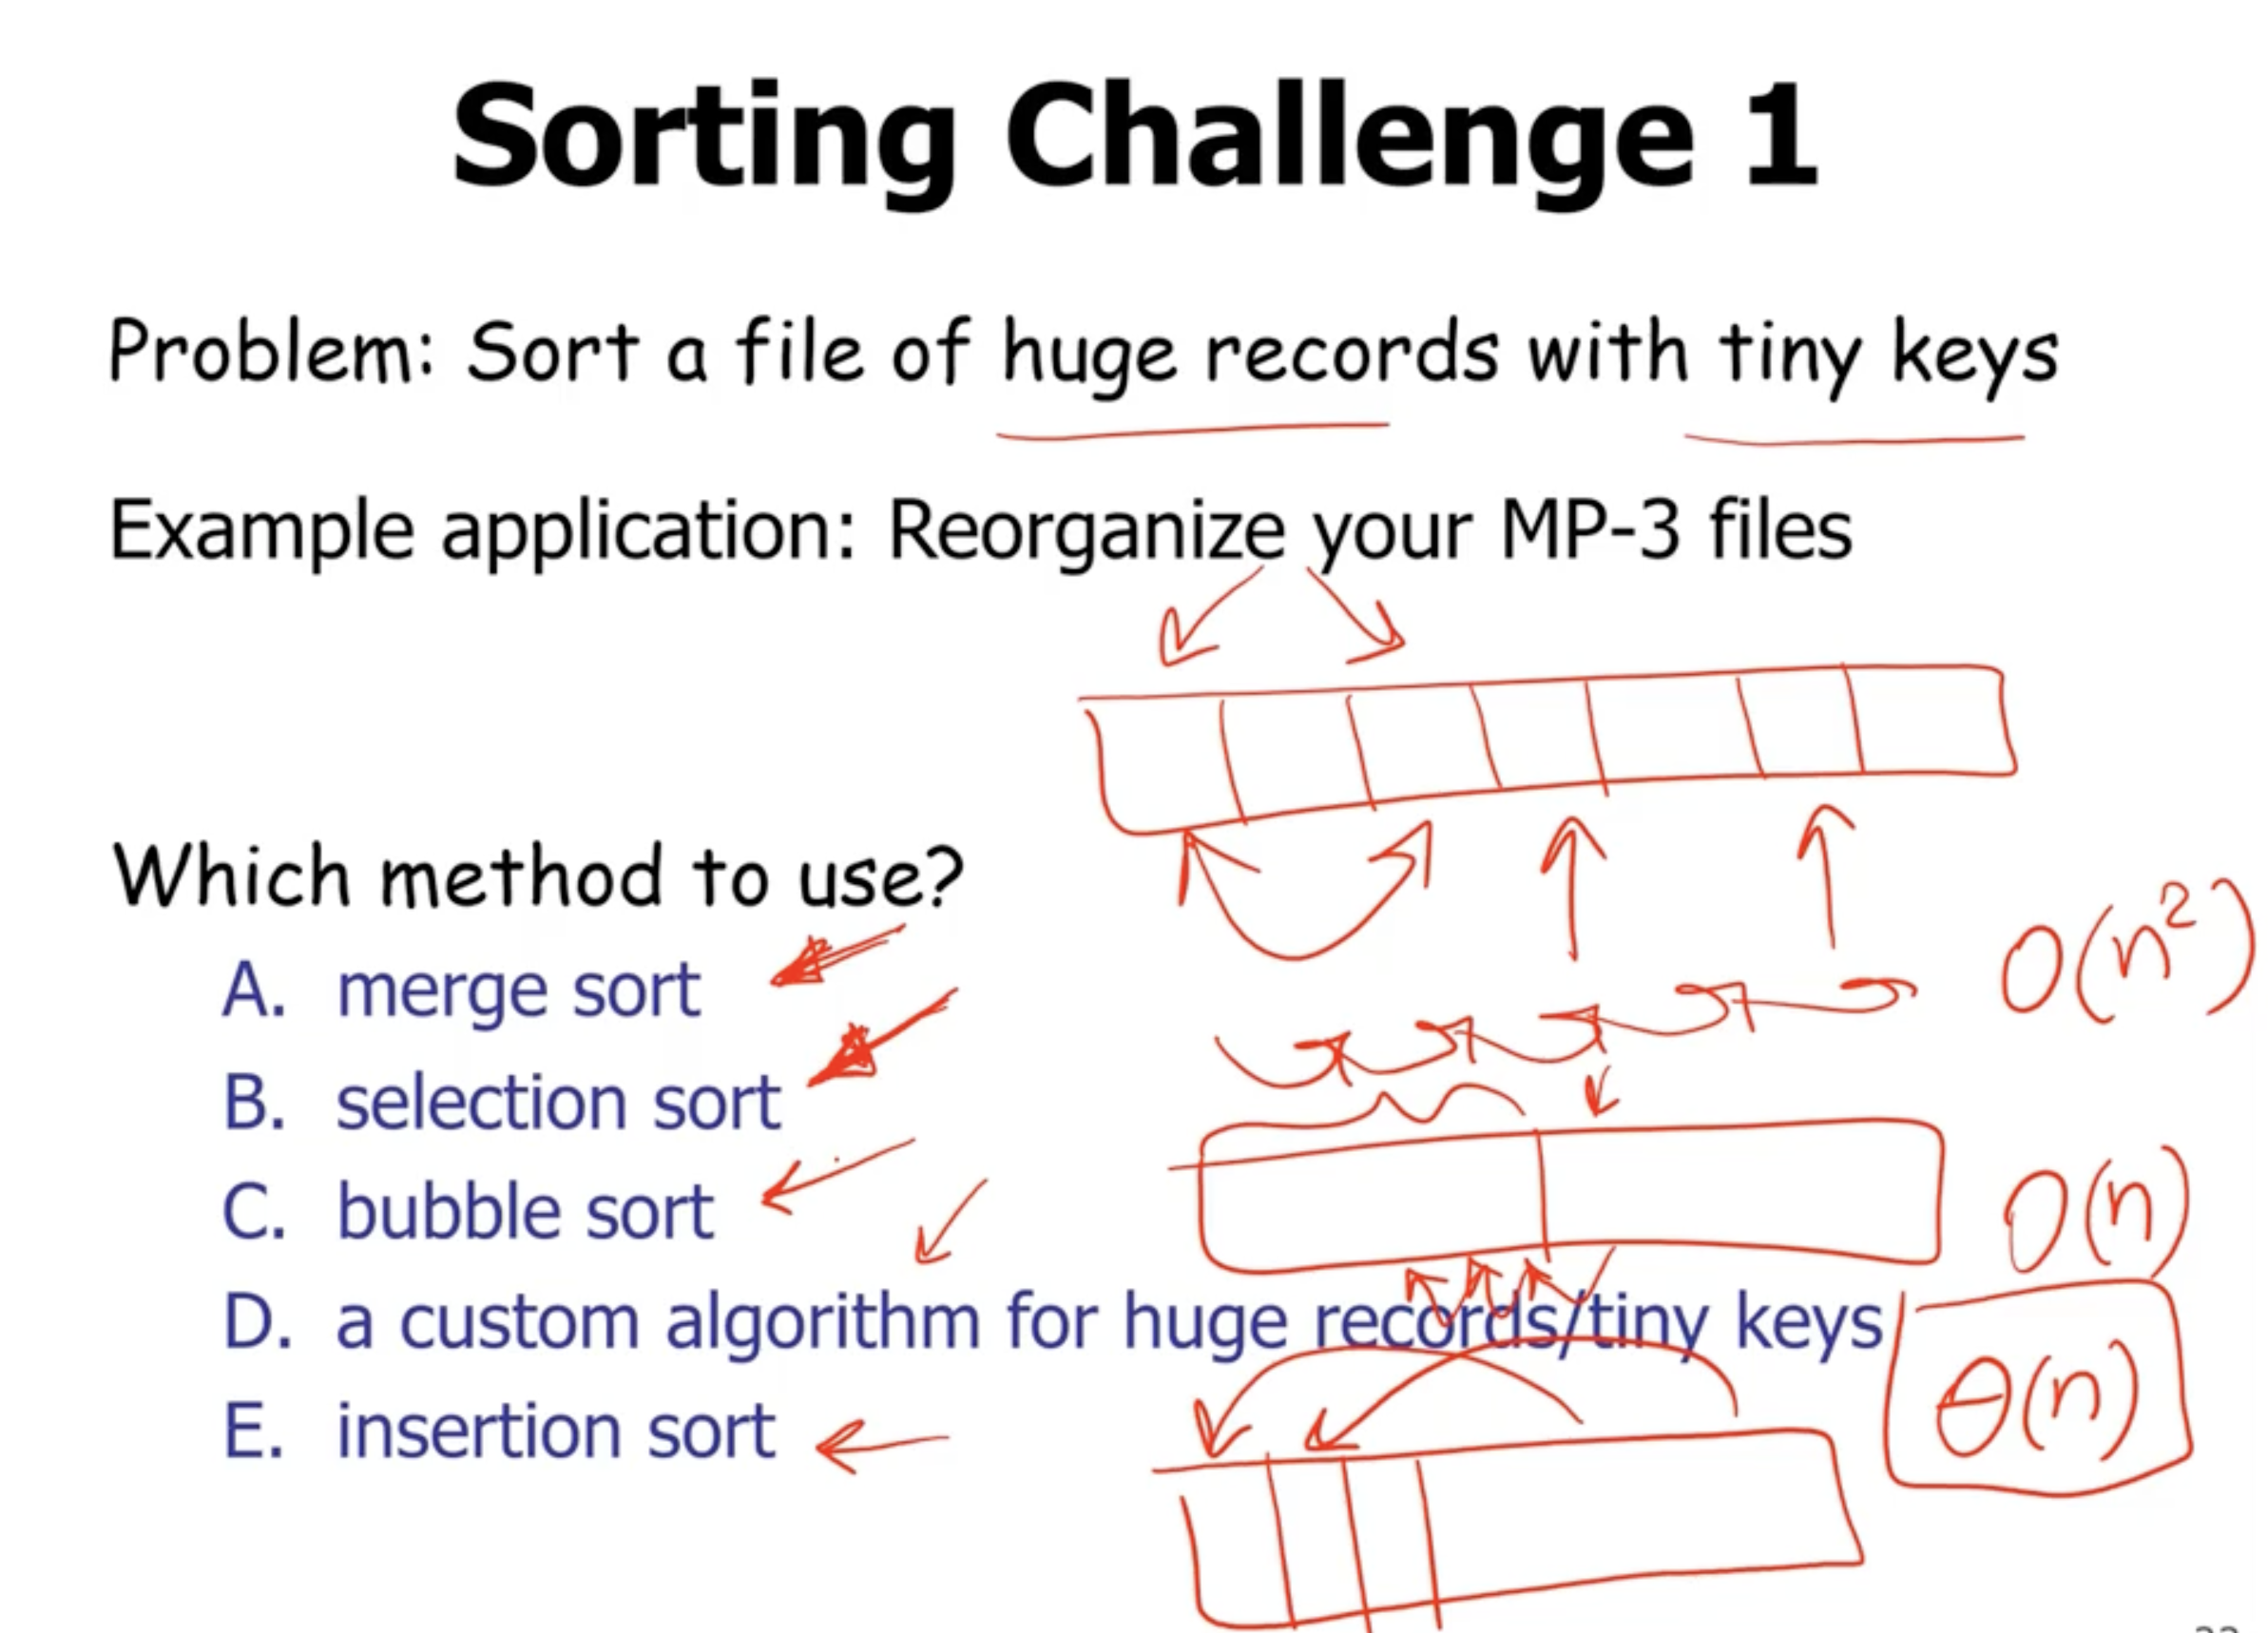 Sorting Challenge 1
Problem: Sort a file of huge records with tiny keys
Example application: Reorganize your MP-3 files
Which method to use?
A. merge sort
B. selection sort
C. bubble sort
D. a custom algorithm for huge records/tiny keys
E. insertion sort
O(n²)
O(n)
Θ(n)